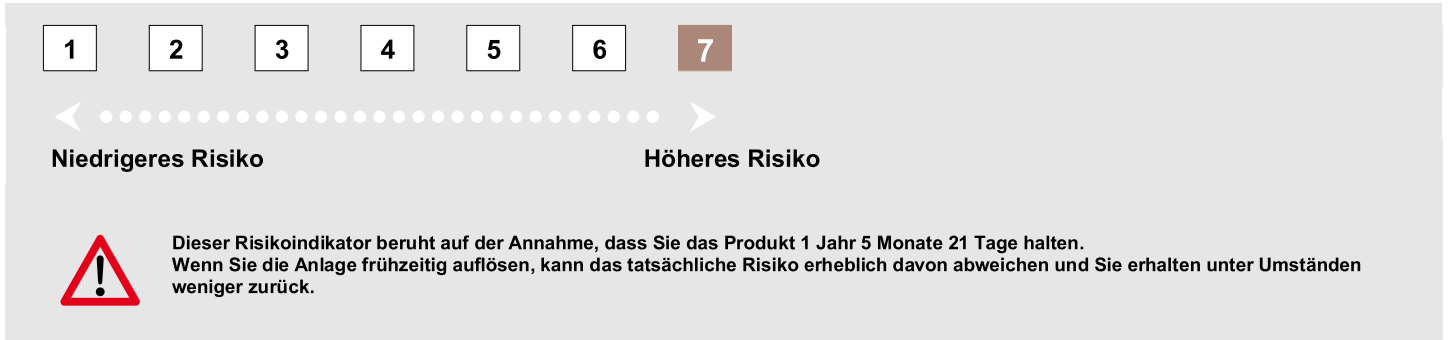 1 2 3 4 5 6 7
Niedrigeres Risiko Höheres Risiko
Dieser Risikoindikator beruht auf der Annahme, dass Sie das Produkt 1 Jahr 5 Monate 21 Tage halten.
Wenn Sie die Anlage frühzeitig auflösen, kann das tatsächliche Risiko erheblich davon abweichen und Sie erhalten unter Umständen
weniger zurück.